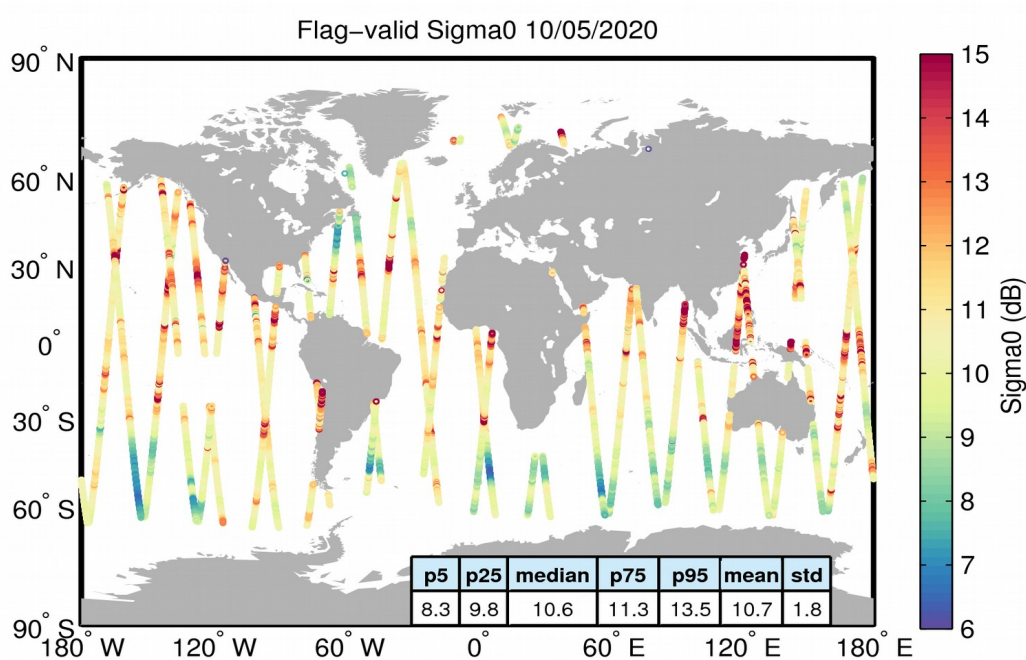 Flag-valid Sigma0 10/05/2020
90° N
60° N
30° N
0°
30° S
60° S
90° S
180° W
120° W
60° W
0°
60° E
120° E
180° E
15
14
13
12
11
10
9
8
7
6
Sigma0 (dB)
p5 p25 median p75 p95 mean std
8.3 9.8 10.6 11.3 13.5 10.7 1.8